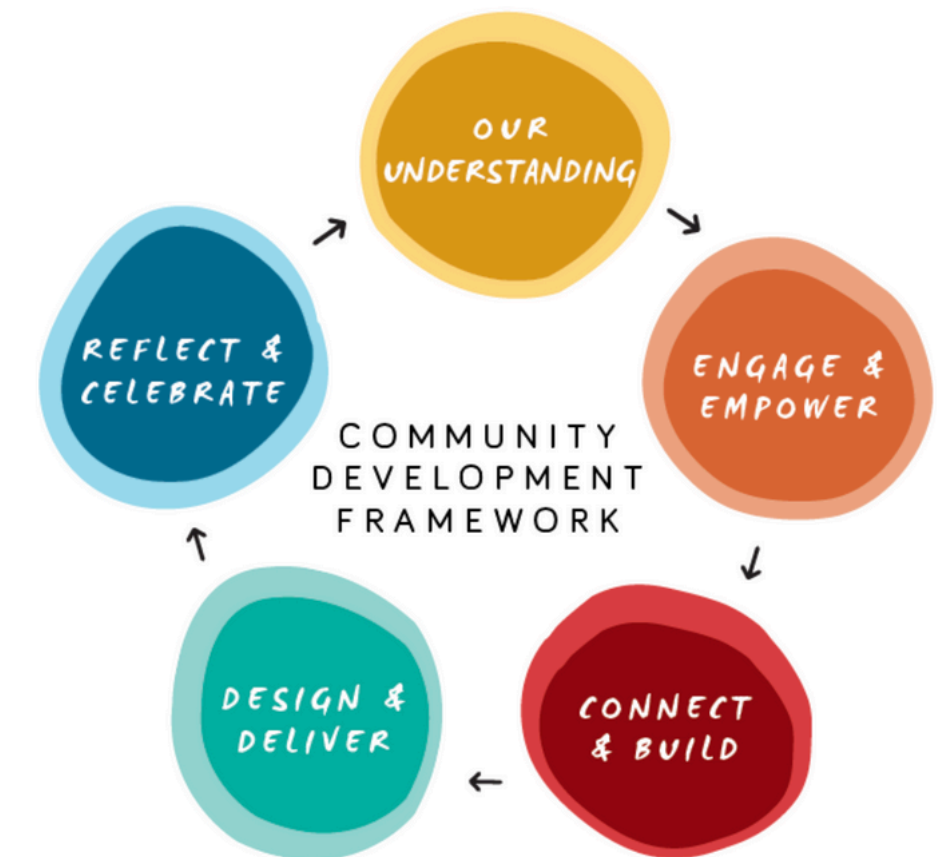 OUR
UNDERSTANDING
ENGAGE &
EMPOWER
CONNECT
& BUILD
DESIGN &
DELIVER
REFLECT &
CELEBRATE
COMMUNITY
DEVELOPMENT
FRAMEWORK